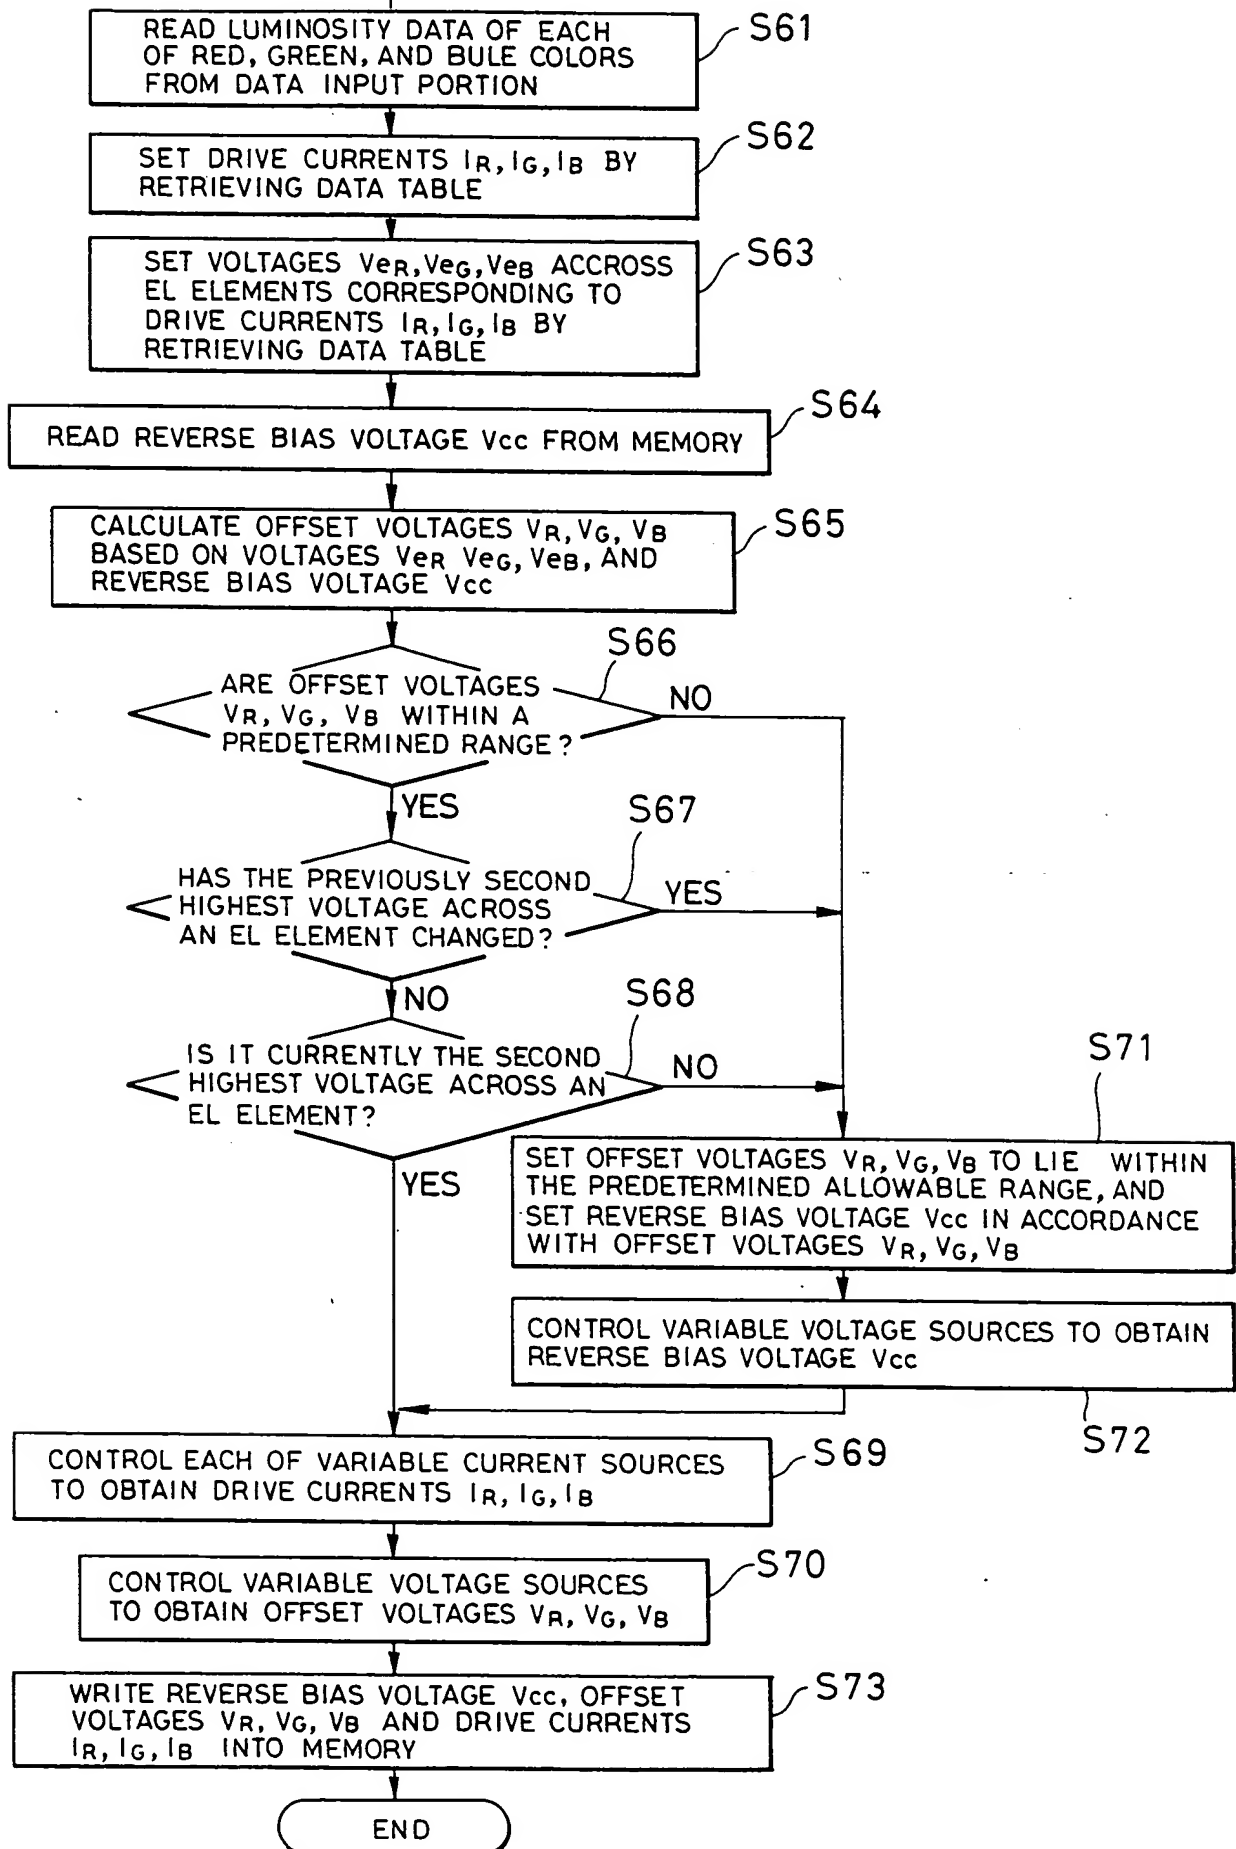 READ LUMINOSITY DATA OF EACH
OF RED, GREEN, AND BULE COLORS
FROM DATA INPUT PORTION
S61
SET DRIVE CURRENTS IR, IG, IB BY
RETRIEVING DATA TABLE
S62
SET VOLTAGES VeR, VeG, VeB ACCROSS
EL ELEMENTS CORRESPONDING TO
DRIVE CURRENTS IR, IG, IB BY
RETRIEVING DATA TABLE
S63
READ REVERSE BIAS VOLTAGE Vcc FROM MEMORY
S64
CALCULATE OFFSET VOLTAGES VR, VG, VB
BASED ON VOLTAGES VeR VeG, VeB, AND
REVERSE BIAS VOLTAGE Vcc
S65
ARE OFFSET VOLTAGES
VR, VG, VB WITHIN A
PREDETERMINED RANGE?
S66
NO
YES
HAS THE PREVIOUSLY SECOND
HIGHEST VOLTAGE ACROSS
AN EL ELEMENT CHANGED?
S67
YES
NO
IS IT CURRENTLY THE SECOND
HIGHEST VOLTAGE ACROSS AN
EL ELEMENT?
S68
NO
YES
S71
SET OFFSET VOLTAGES VR, VG, VB TO LIE WITHIN
THE PREDETERMINED ALLOWABLE RANGE, AND
SET REVERSE BIAS VOLTAGE Vcc IN ACCORDANCE
WITH OFFSET VOLTAGES VR, VG, VB
CONTROL VARIABLE VOLTAGE SOURCES TO OBTAIN
REVERSE BIAS VOLTAGE Vcc
S72
CONTROL EACH OF VARIABLE CURRENT SOURCES
TO OBTAIN DRIVE CURRENTS IR, IG, IB
S69
CONTROL VARIABLE VOLTAGE SOURCES
TO OBTAIN OFFSET VOLTAGES VR, VG, VB
S70
WRITE REVERSE BIAS VOLTAGE Vcc, OFFSET
VOLTAGES VR, VG, VB AND DRIVE CURRENTS
IR, IG, IB INTO MEMORY
S73
END